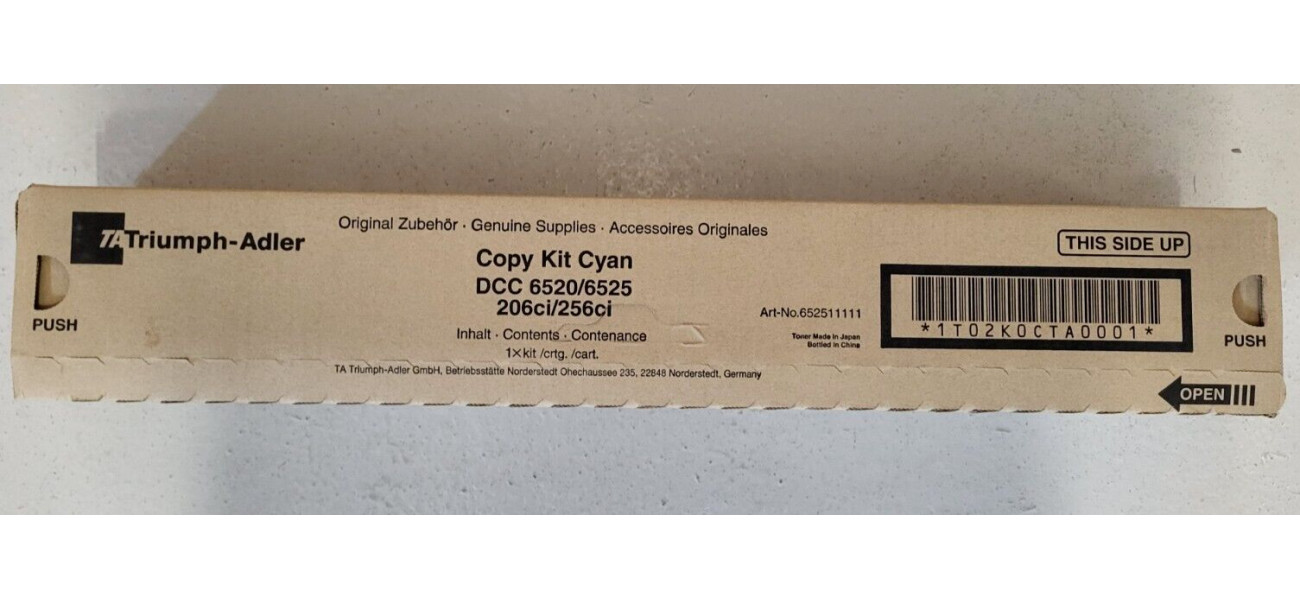 TA Triumph-Adler
Original Zubehör · Genuine Supplies · Accessoires Originales
Copy Kit Cyan
DCC 6520/6525
206ci/256ci
Inhalt · Contents · Contenance
1×kit /crtg. /cart.
TA Triumph-Adler GmbH, Betriebsstätte Norderstedt Ohechaussee 235, 22848 Norderstedt, Germany
Art-No.652511111
Toner Made in Japan
Bottled in China
THIS SIDE UP
*1T02K0CTA0001*
PUSH
PUSH
OPEN